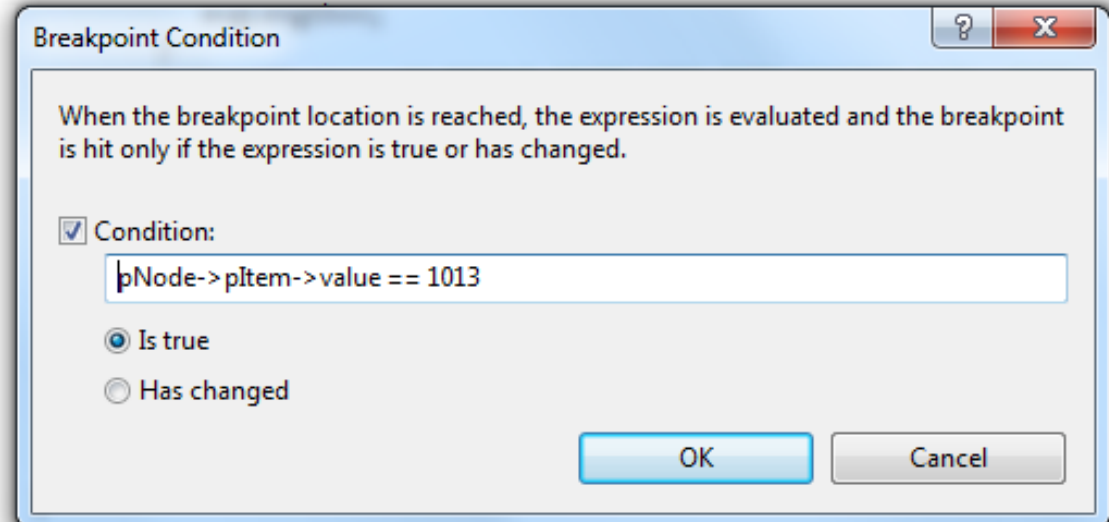 Breakpoint Condition
When the breakpoint location is reached, the expression is evaluated and the breakpoint
is hit only if the expression is true or has changed.
Condition:
pNode->pItem->value == 1013
Is true
Has changed
OK Cancel